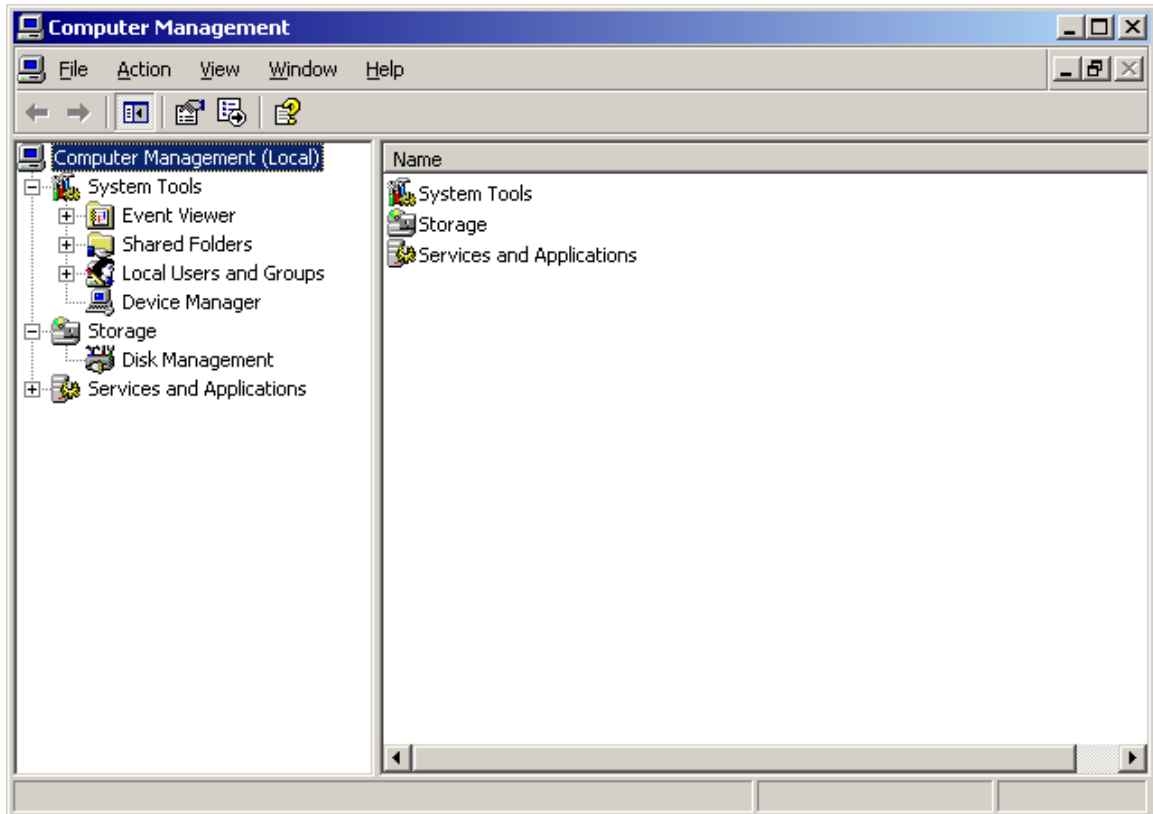 Computer Management
File Action View Window Help
Computer Management (Local)
System Tools
Event Viewer
Shared Folders
Local Users and Groups
Device Manager
Storage
Disk Management
Services and Applications
Name
System Tools
Storage
Services and Applications